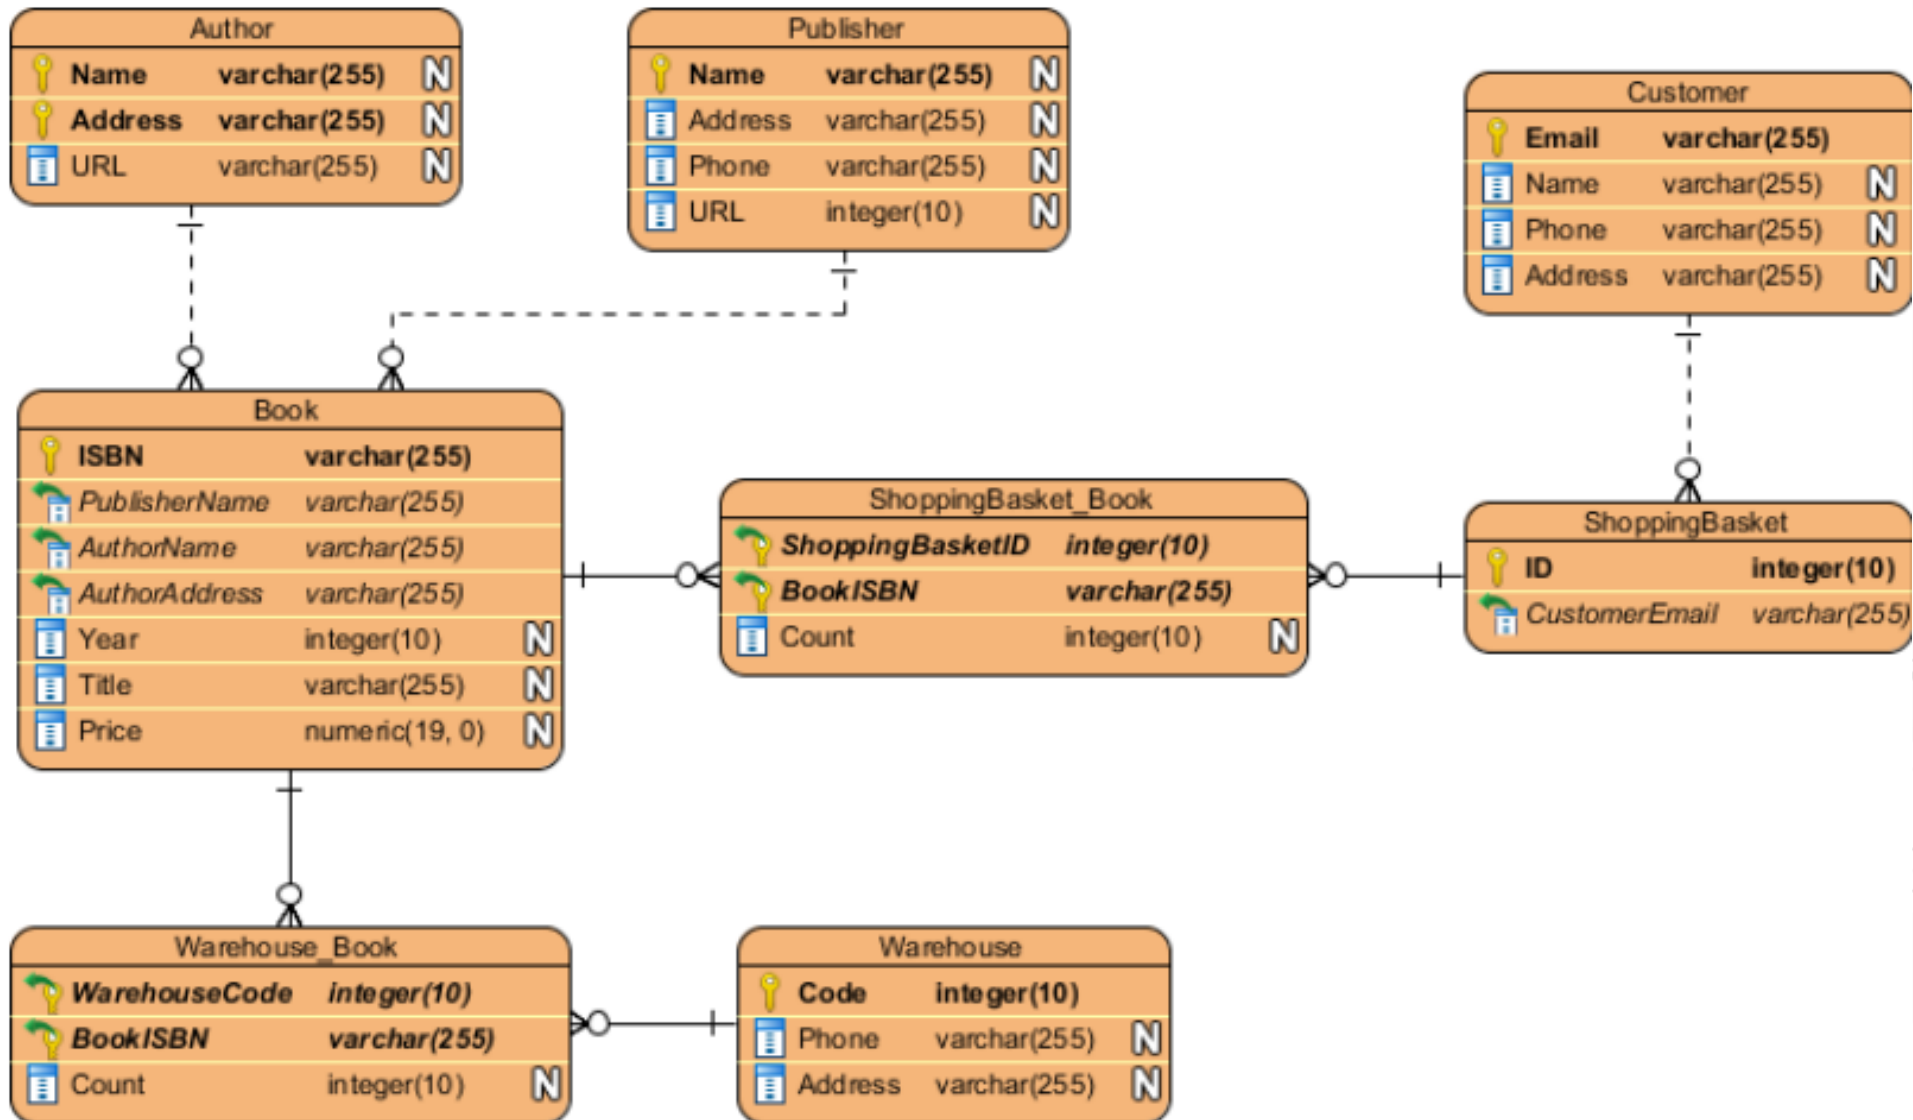 Author
Name varchar(255) N
Address varchar(255) N
URL varchar(255) N
Publisher
Name varchar(255) N
Address varchar(255) N
Phone varchar(255) N
URL integer(10) N
Customer
Email varchar(255)
Name varchar(255) N
Phone varchar(255) N
Address varchar(255) N
Book
ISBN varchar(255)
PublisherName varchar(255)
AuthorName varchar(255)
AuthorAddress varchar(255)
Year integer(10) N
Title varchar(255) N
Price numeric(19, 0) N
ShoppingBasket_Book
ShoppingBasketID integer(10)
BookISBN varchar(255)
Count integer(10) N
ShoppingBasket
ID integer(10)
CustomerEmail varchar(255)
Warehouse_Book
WarehouseCode integer(10)
BookISBN varchar(255)
Count integer(10) N
Warehouse
Code integer(10)
Phone varchar(255) N
Address varchar(255) N